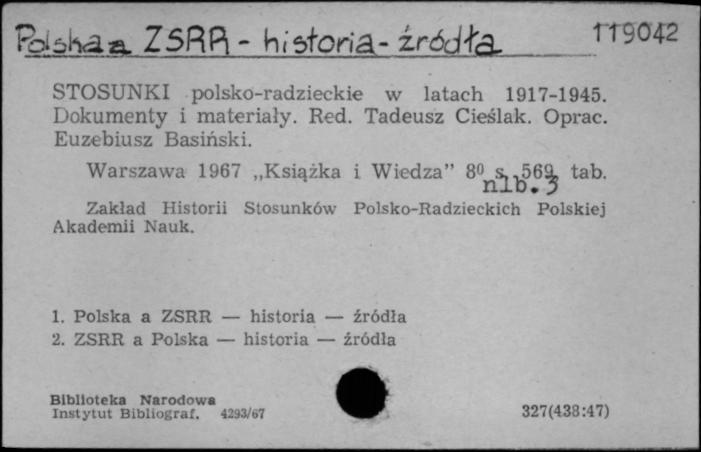 Polska a ZSRR - historia - źródła 119042
STOSUNKI polsko-radzieckie w latach 1917-1945.
Dokumenty i materiały. Red. Tadeusz Cieślak. Oprac.
Euzebiusz Basiński.
Warszawa 1967 „Książka i Wiedza” 8⁰ s. 569, tab.
nlb. 3
Zakład Historii Stosunków Polsko-Radzieckich Polskiej
Akademii Nauk.
1. Polska a ZSRR — historia — źródła
2. ZSRR a Polska — historia — źródła
Biblioteka Narodowa
Instytut Bibliograf. 4293/67 327(438:47)